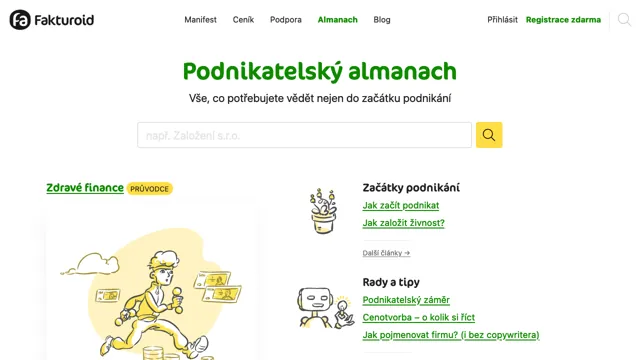 Fakturoid
Manifest Ceník Podpora Almanach Blog Přihlásit Registrace zdarma
Podnikatelský almanach
Vše, co potřebujete vědět nejen do začátku podnikání
např. Založení s.r.o.
Zdravé finance PRŮVODCE
Začátky podnikání
Jak začít podnikat
Jak založit živnost?
Další články →
Rady a tipy
Podnikatelský záměr
Cenotvorba – o kolik si říct
Jak pojmenovat firmu? (i bez copywritera)